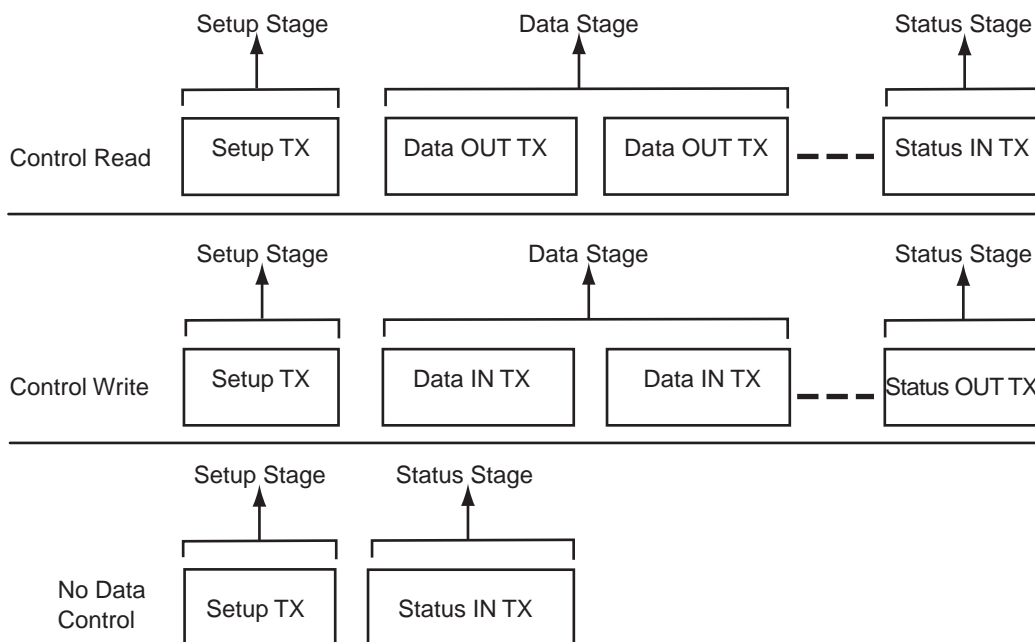 Setup Stage Data Stage Status Stage
Control Read Setup TX Data OUT TX Data OUT TX Status IN TX
Setup Stage Data Stage Status Stage
Control Write Setup TX Data IN TX Data IN TX Status OUT TX
Setup Stage Status Stage
No Data
Control
Setup TX Status IN TX